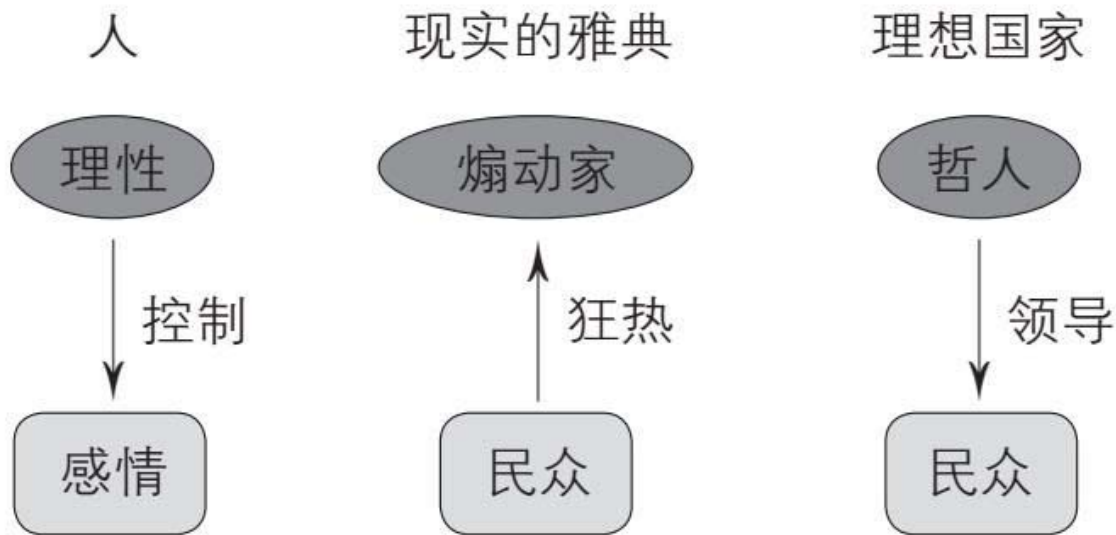 人 现实的雅典 理想国家
理性 煽动家 哲人
控制 狂热 领导
感情 民众 民众